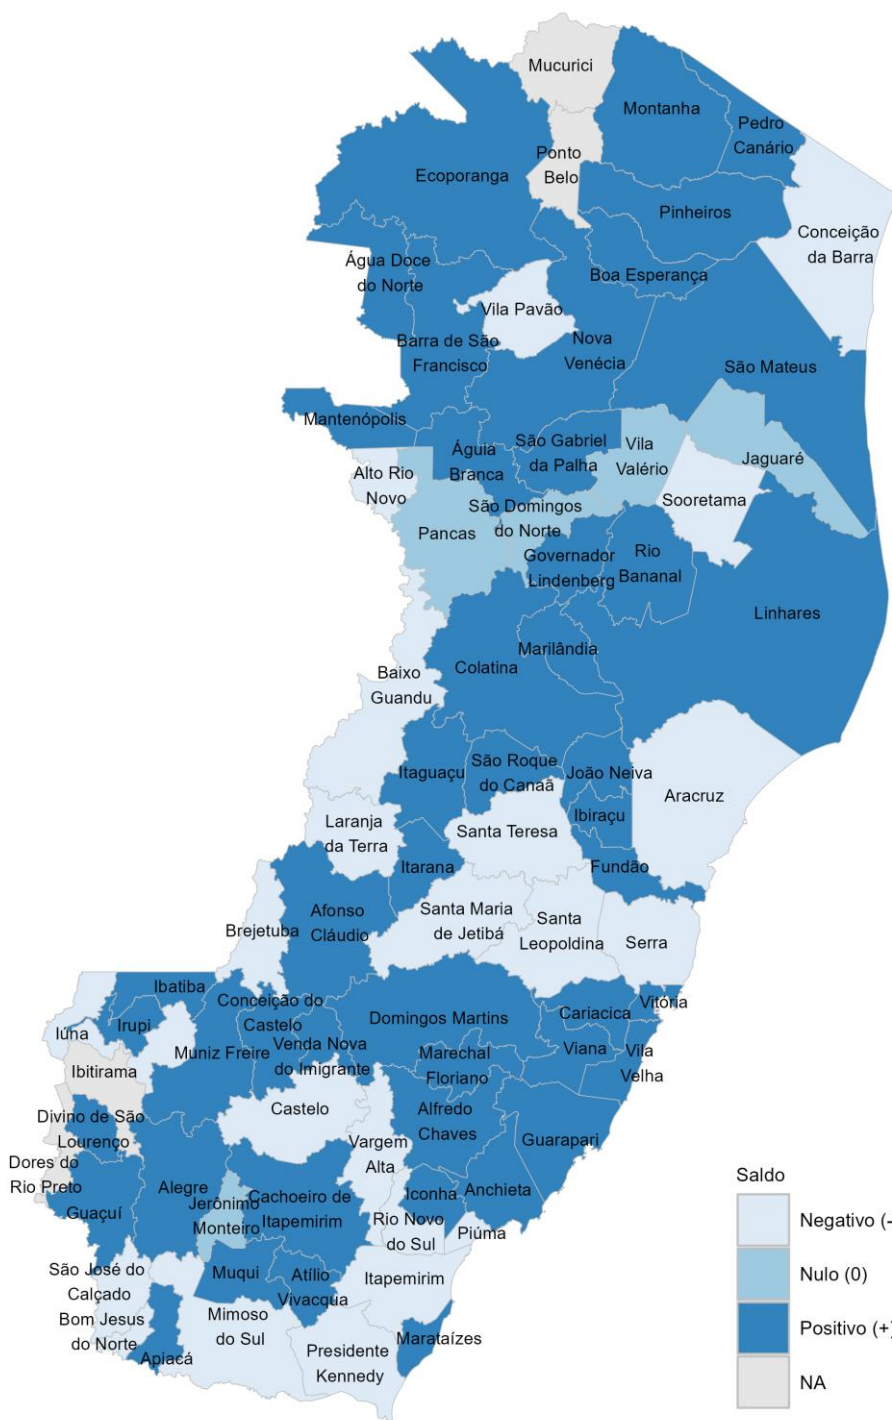 Mucurici
Montanha
Pedro
Canário
Ponto
Belo
Ecoporanga
Pinheiros
Conceição
da Barra
Água Doce
do Norte
Boa Esperança
Vila Pavão
Barra de São
Francisco
Nova
Venécia
São Mateus
Mantenópolis
Águia
Branca
São Gabriel
da Palha
Vila
Valério
Jaguaré
Alto Rio
Novo
Sooretama
São Domingos
do Norte
Pancas
Governador
Lindenberg
Rio
Bananal
Linhares
Marilândia
Colatina
Baixo
Guandu
Itaguaçu
São Roque
do Canaã
João Neiva
Aracruz
Ibiraçu
Laranja
da Terra
Santa Teresa
Itarana
Fundão
Afonso
Cláudio
Santa Maria
de Jetibá
Santa
Leopoldina
Brejetuba
Serra
Ibatiba
Conceição do
Castelo
Vitória
Cariacica
Domingos Martins
Iúna
Irupi
Muniz Freire
Venda Nova
do Imigrante
Marechal
Floriano
Viana
Vila
Velha
Ibitirama
Castelo
Alfredo
Chaves
Divino de São
Lourenço
Vargem
Alta
Guarapari
Dores do
Rio Preto
Alegre
Cachoeiro de
Itapemirim
Iconha
Anchieta
Guaçuí
Jerônimo
Monteiro
Rio Novo
do Sul
Piúma
São José do
Calçado
Muqui
Atílio
Vivacqua
Itapemirim
Bom Jesus
do Norte
Mimoso
do Sul
Apiacá
Presidente
Kennedy
Marataízes
Saldo
Negativo (-
Nulo (0)
Positivo (+
NA